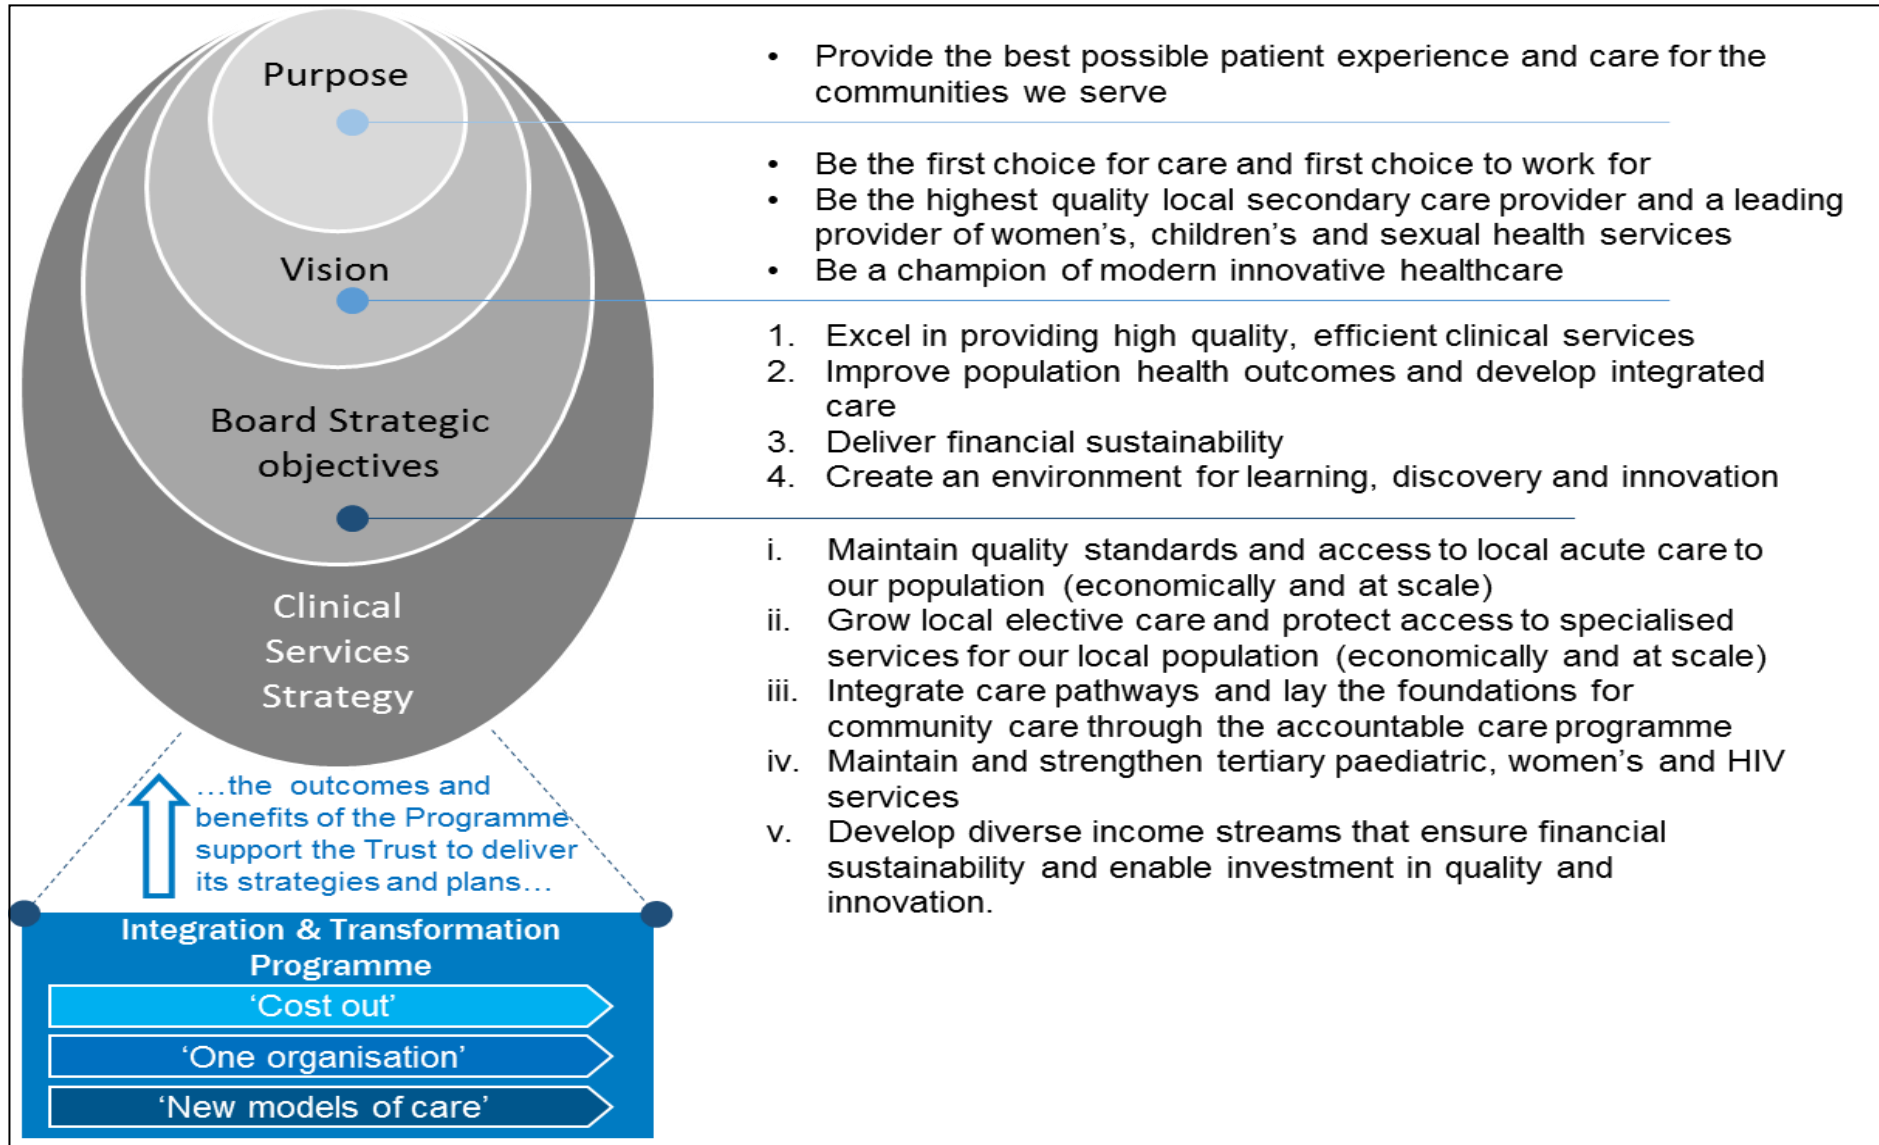 Purpose
Vision
Board Strategic
objectives
Clinical
Services
Strategy
• Provide the best possible patient experience and care for the
communities we serve
• Be the first choice for care and first choice to work for
• Be the highest quality local secondary care provider and a leading
provider of women’s, children’s and sexual health services
• Be a champion of modern innovative healthcare
1. Excel in providing high quality, efficient clinical services
2. Improve population health outcomes and develop integrated
care
3. Deliver financial sustainability
4. Create an environment for learning, discovery and innovation
i. Maintain quality standards and access to local acute care to
our population (economically and at scale)
ii. Grow local elective care and protect access to specialised
services for our local population (economically and at scale)
iii. Integrate care pathways and lay the foundations for
community care through the accountable care programme
iv. Maintain and strengthen tertiary paediatric, women’s and HIV
services
v. Develop diverse income streams that ensure financial
sustainability and enable investment in quality and
innovation.
…the outcomes and
benefits of the Programme
support the Trust to deliver
its strategies and plans…
Integration & Transformation
Programme
‘Cost out’
‘One organisation’
‘New models of care’